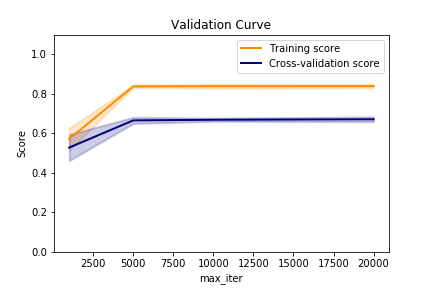 Validation Curve
Training score
Cross-validation score
Score
1.0
0.8
0.6
0.4
0.2
0.0
2500 5000 7500 10000 12500 15000 17500 20000
max_iter